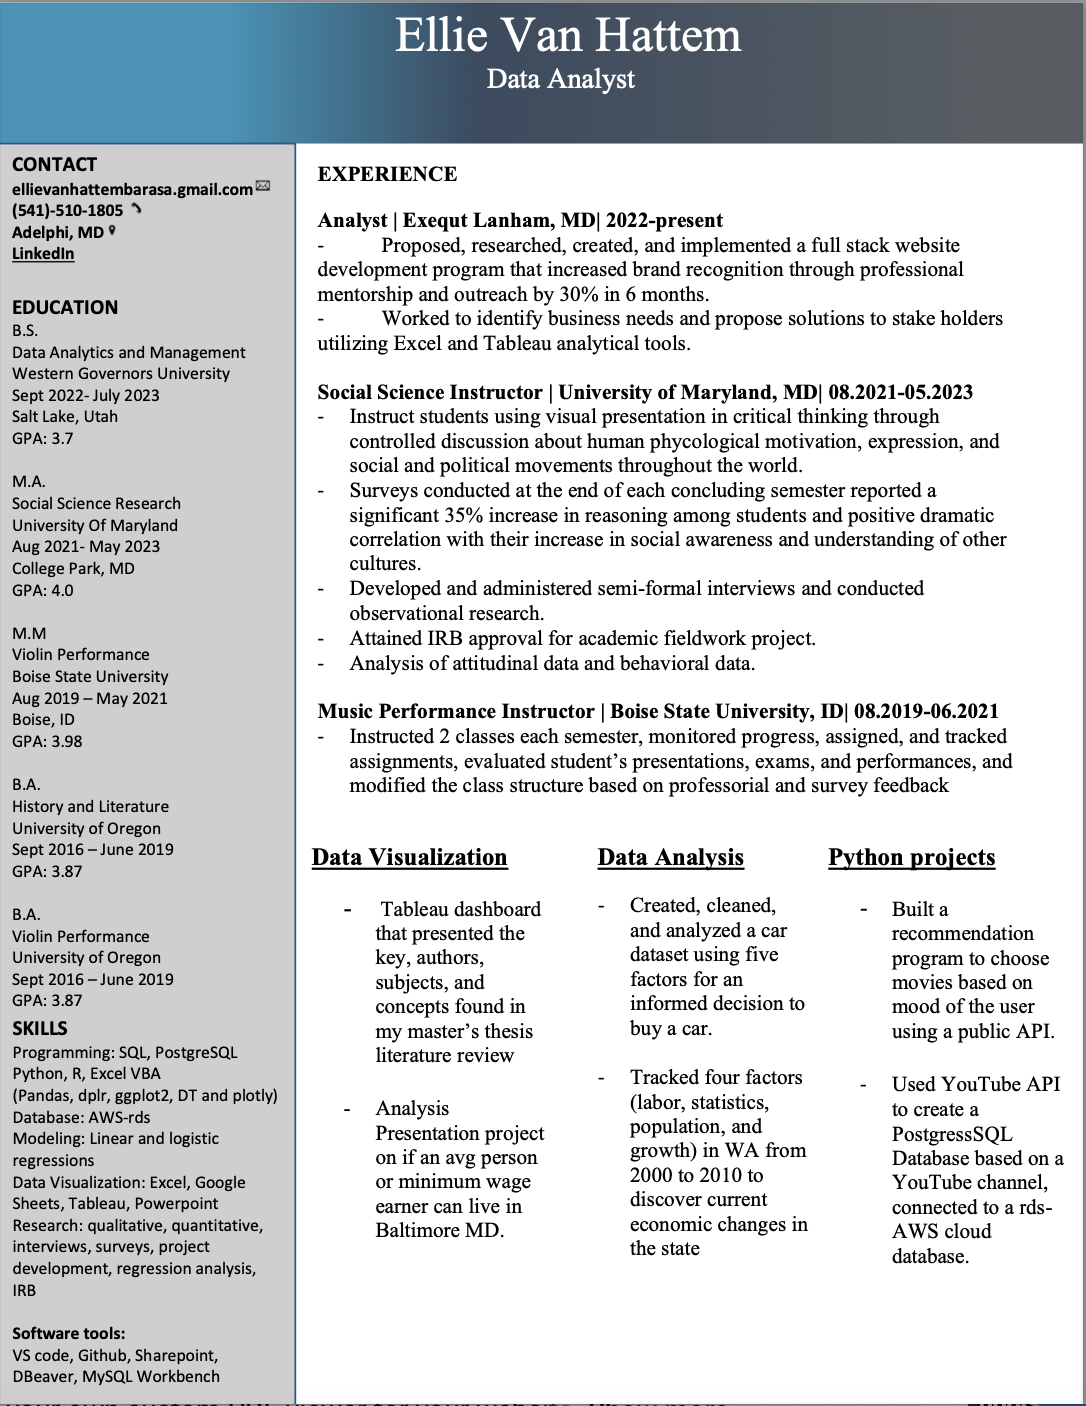 Ellie Van Hattem
Data Analyst
CONTACT
ellievanhattembarasa.gmail.com
(541)-510-1805
Adelphi, MD
LinkedIn
EDUCATION
B.S.
Data Analytics and Management
Western Governors University
Sept 2022- July 2023
Salt Lake, Utah
GPA: 3.7
M.A.
Social Science Research
University Of Maryland
Aug 2021- May 2023
College Park, MD
GPA: 4.0
M.M
Violin Performance
Boise State University
Aug 2019 – May 2021
Boise, ID
GPA: 3.98
B.A.
History and Literature
University of Oregon
Sept 2016 – June 2019
GPA: 3.87
B.A.
Violin Performance
University of Oregon
Sept 2016 – June 2019
GPA: 3.87
SKILLS
Programming: SQL, PostgreSQL
Python, R, Excel VBA
(Pandas, dplr, ggplot2, DT and plotly)
Database: AWS-rds
Modeling: Linear and logistic
regressions
Data Visualization: Excel, Google
Sheets, Tableau, Powerpoint
Research: qualitative, quantitative,
interviews, surveys, project
development, regression analysis,
IRB
Software tools:
VS code, Github, Sharepoint,
DBeaver, MySQL Workbench
EXPERIENCE
Analyst | Exequt Lanham, MD| 2022-present
- Proposed, researched, created, and implemented a full stack website
development program that increased brand recognition through professional
mentorship and outreach by 30% in 6 months.
- Worked to identify business needs and propose solutions to stake holders
utilizing Excel and Tableau analytical tools.
Social Science Instructor | University of Maryland, MD| 08.2021-05.2023
- Instruct students using visual presentation in critical thinking through
controlled discussion about human phycological motivation, expression, and
social and political movements throughout the world.
- Surveys conducted at the end of each concluding semester reported a
significant 35% increase in reasoning among students and positive dramatic
correlation with their increase in social awareness and understanding of other
cultures.
- Developed and administered semi-formal interviews and conducted
observational research.
- Attained IRB approval for academic fieldwork project.
- Analysis of attitudinal data and behavioral data.
Music Performance Instructor | Boise State University, ID| 08.2019-06.2021
- Instructed 2 classes each semester, monitored progress, assigned, and tracked
assignments, evaluated student's presentations, exams, and performances, and
modified the class structure based on professorial and survey feedback
Data Visualization
- Tableau dashboard
that presented the
key, authors,
subjects, and
concepts found in
my master's thesis
literature review
- Analysis
Presentation project
on if an avg person
or minimum wage
earner can live in
Baltimore MD.
Data Analysis
- Created, cleaned,
and analyzed a car
dataset using five
factors for an
informed decision to
buy a car.
- Tracked four factors
(labor, statistics,
population, and
growth) in WA from
2000 to 2010 to
discover current
economic changes in
the state
Python projects
- Built a
recommendation
program to choose
movies based on
mood of the user
using a public API.
- Used YouTube API
to create a
PostgressSQL
Database based on a
YouTube channel,
connected to a rds-
AWS cloud
database.